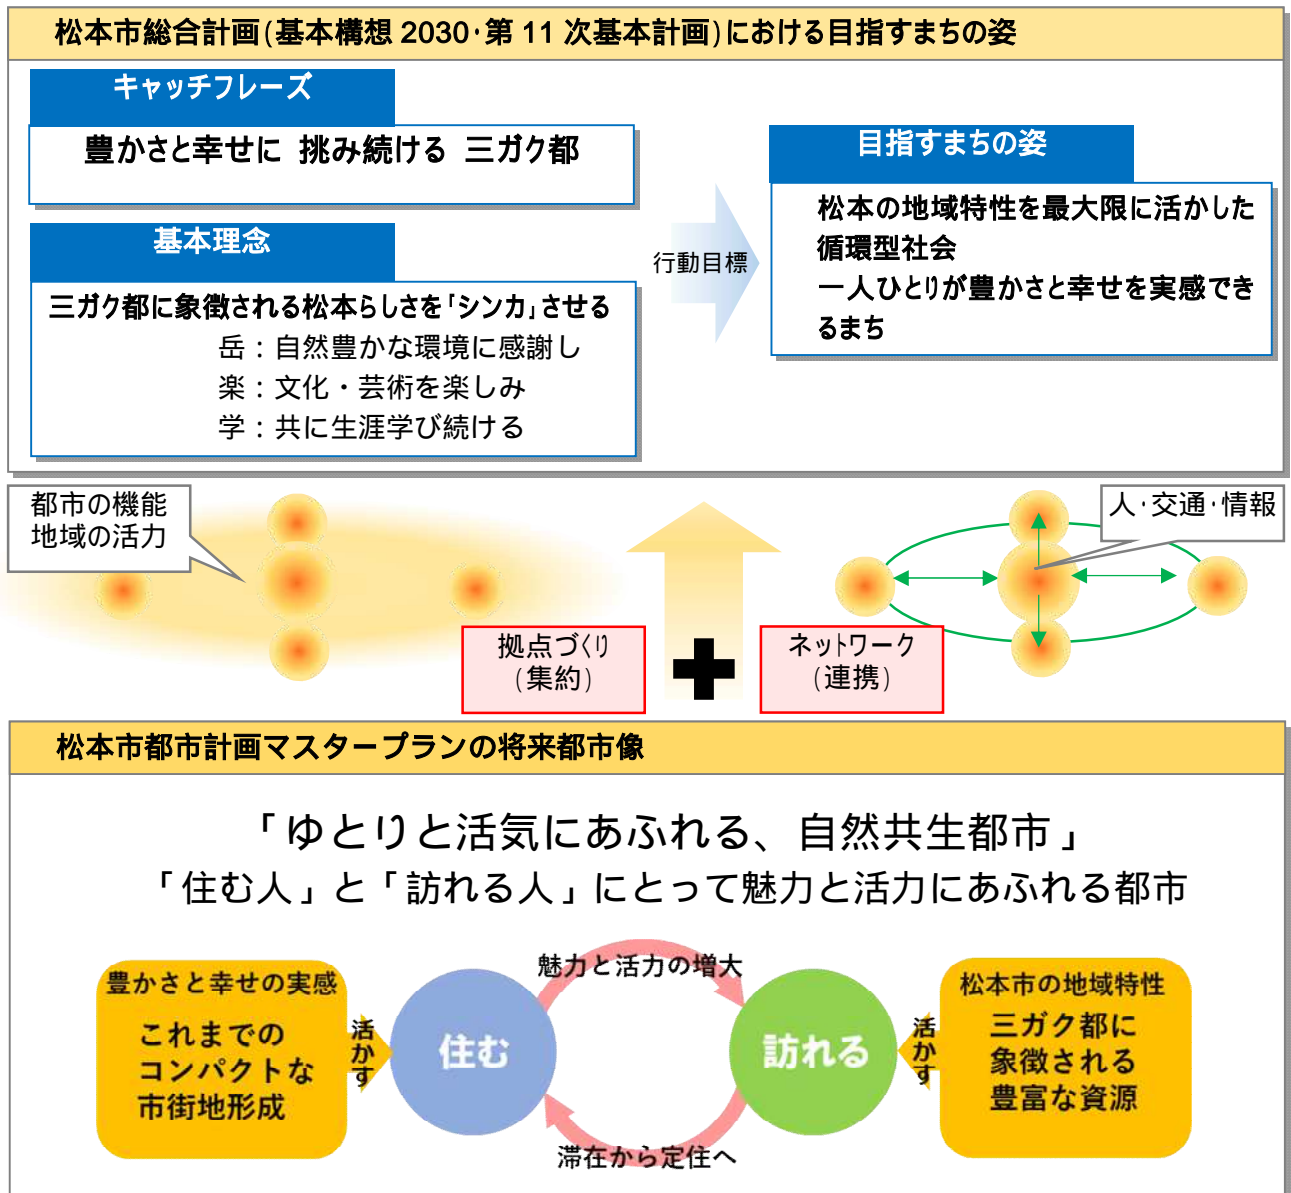 松本市総合計画(基本構想 2030･第 11 次基本計画)における目指すまちの姿
キャッチフレーズ
豊かさと幸せに 挑み続ける 三ガク都
基本理念
三ガク都に象徴される松本らしさを｢シンカ｣させる
岳：自然豊かな環境に感謝し
楽：文化・芸術を楽しみ
学：共に生涯学び続ける
行動目標
目指すまちの姿
松本の地域特性を最大限に活かした
循環型社会
一人ひとりが豊かさと幸せを実感でき
るまち
都市の機能
地域の活力
人･交通･情報
拠点づくり
(集約)
ネットワーク
(連携)
松本市都市計画マスタープランの将来都市像
「ゆとりと活気にあふれる、自然共生都市」
「住む人」と「訪れる人」にとって魅力と活力にあふれる都市
豊かさと幸せの実感
これまでの
コンパクトな
市街地形成
活かす
住む
魅力と活力の増大
滞在から定住へ
訪れる
活かす
松本市の地域特性
三ガク都に
象徴される
豊富な資源